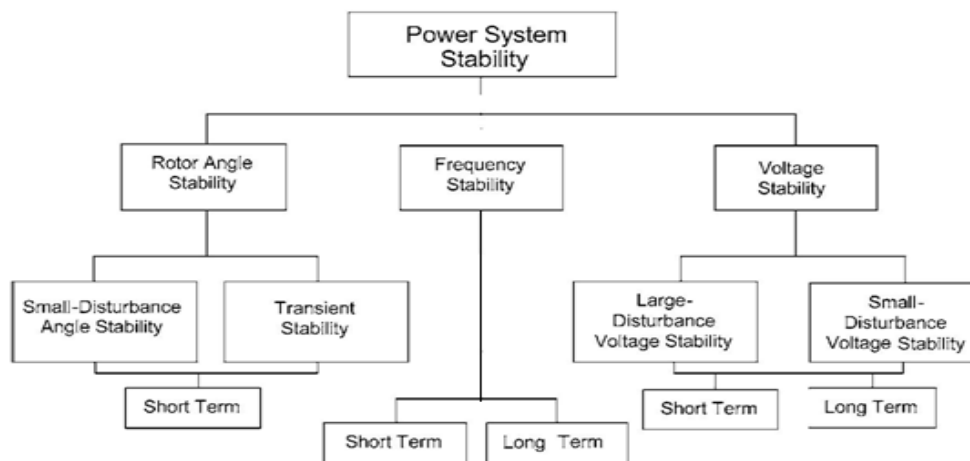 Power System
Stability
Rotor Angle
Stability
Frequency
Stability
Voltage
Stability
Small-Disturbance
Angle Stability
Transient
Stability
Large-
Disturbance
Voltage Stability
Small-
Disturbance
Voltage Stability
Short Term
Short Term
Long Term
Short Term
Long Term